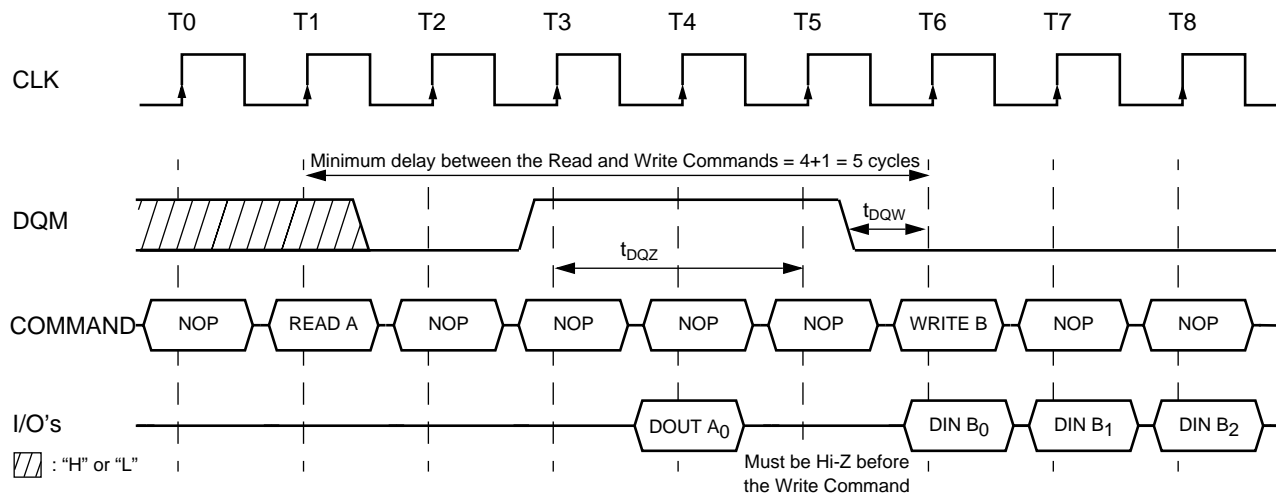 T0 T1 T2 T3 T4 T5 T6 T7 T8
CLK
Minimum delay between the Read and Write Commands = 4+1 = 5 cycles
DQM
tDQW
tDQZ
COMMAND NOP READ A NOP NOP NOP NOP WRITE B NOP NOP
I/O's DOUT A0 DIN B0 DIN B1 DIN B2
: “H” or “L”
Must be Hi-Z before
the Write Command